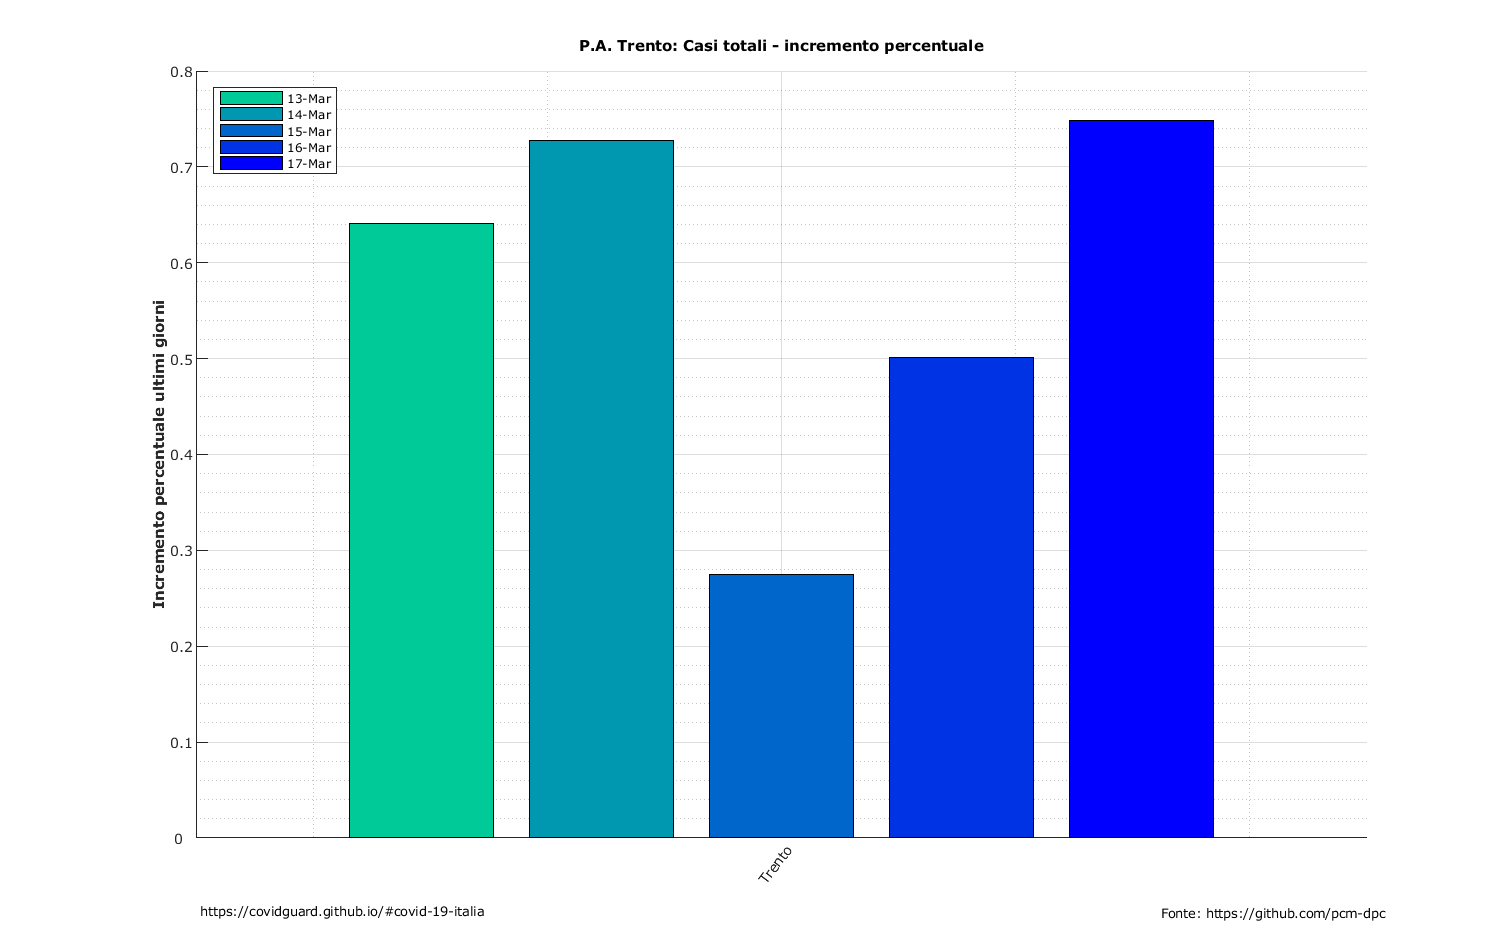 P.A. Trento: Casi totali - incremento percentuale
0.8
0.7
0.6
0.5
0.4
0.3
0.2
0.1
0
Incremento percentuale ultimi giorni
13-Mar
14-Mar
15-Mar
16-Mar
17-Mar
Trento
https://covidguard.github.io/#covid-19-italia
Fonte: https://github.com/pcm-dpc